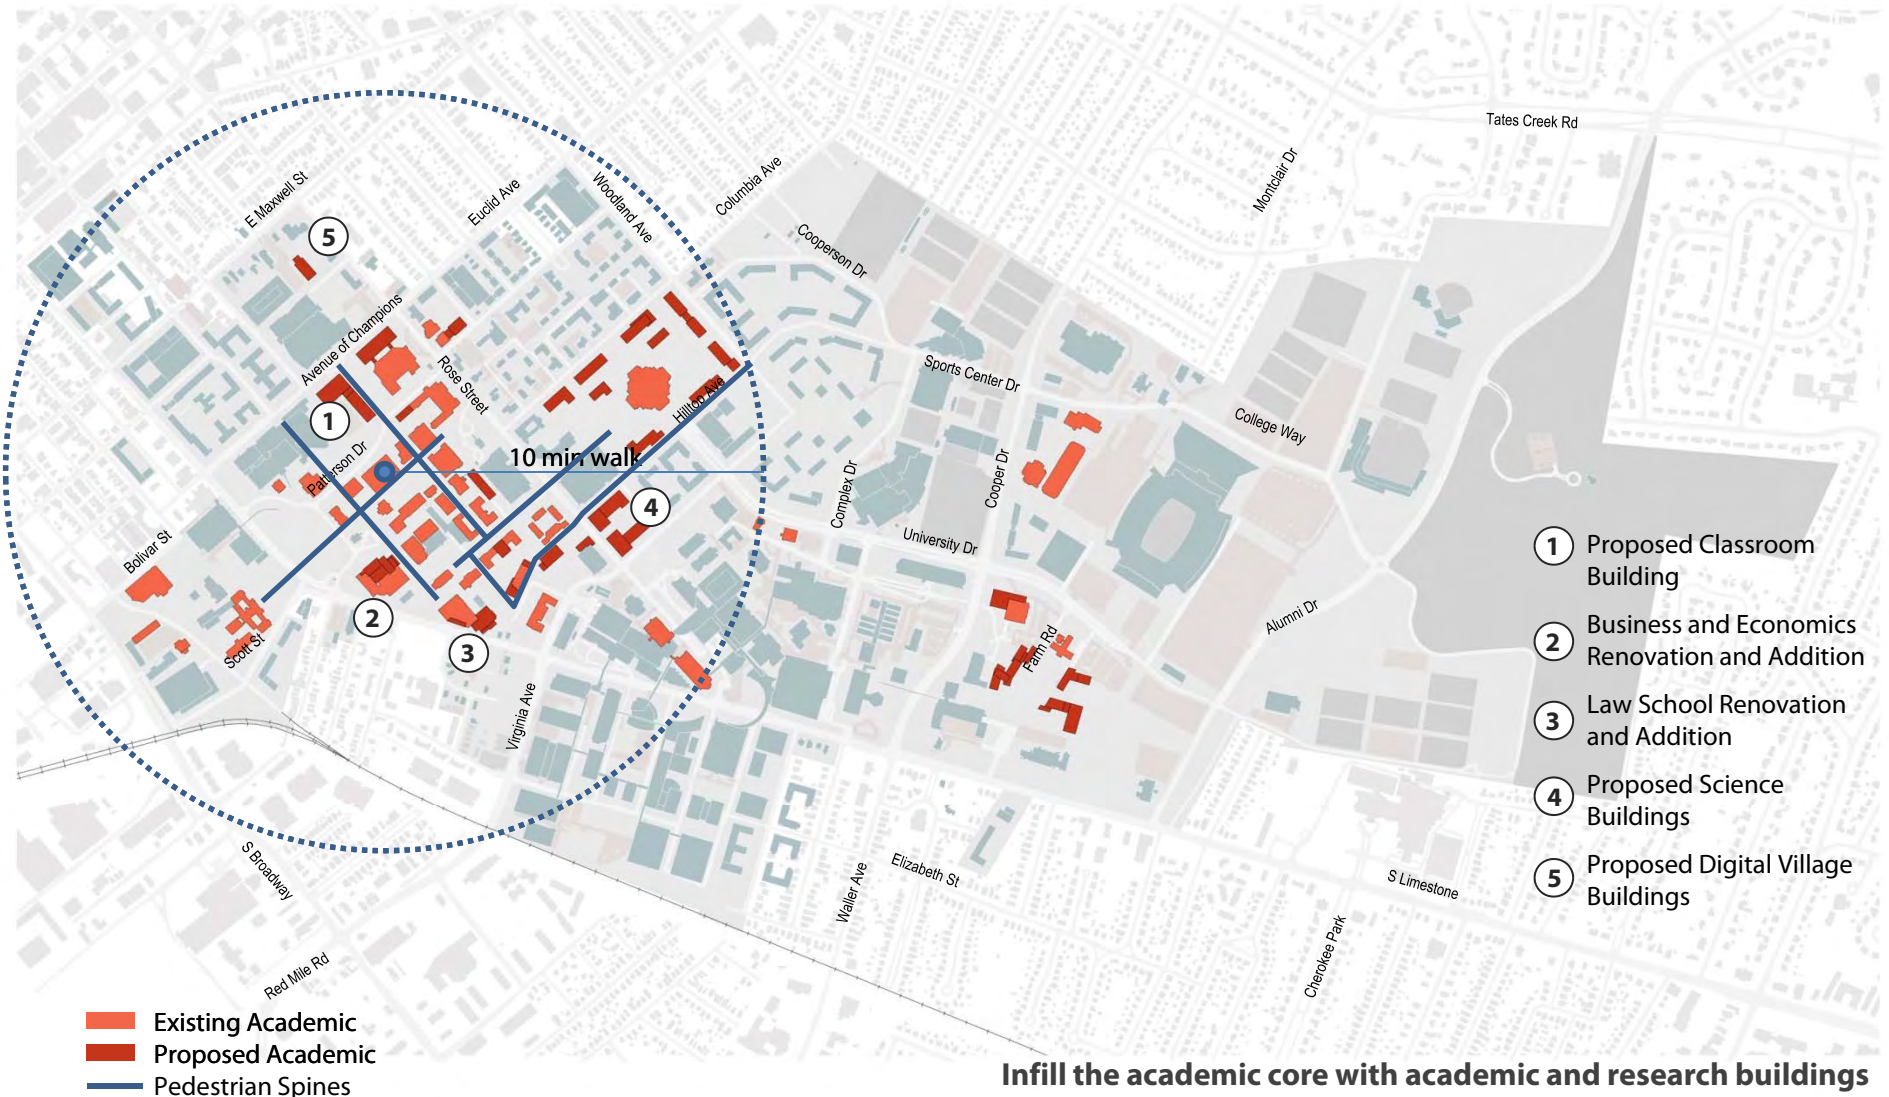 Tates Creek Rd
Montclair Dr
Columbia Ave
E Maxwell St
Euclid Ave
Woodland Ave
5
Cooperson Dr
Avenue of Champions
Rose Street
Sports Center Dr
Hilltop Ave
1
College Way
Patterson Dr
10 min walk
Complex Dr
Cooper Dr
4
Bolivar St
University Dr
2
Alumni Dr
3
Scott St
Farm Rd
Virginia Ave
1 Proposed Classroom
Building
2 Business and Economics
Renovation and Addition
3 Law School Renovation
and Addition
4 Proposed Science
Buildings
5 Proposed Digital Village
Buildings
S Broadway
Waller Ave
Elizabeth St
S Limestone
Cherokee Park
Red Mile Rd
Existing Academic
Proposed Academic
Pedestrian Spines
Infill the academic core with academic and research buildings